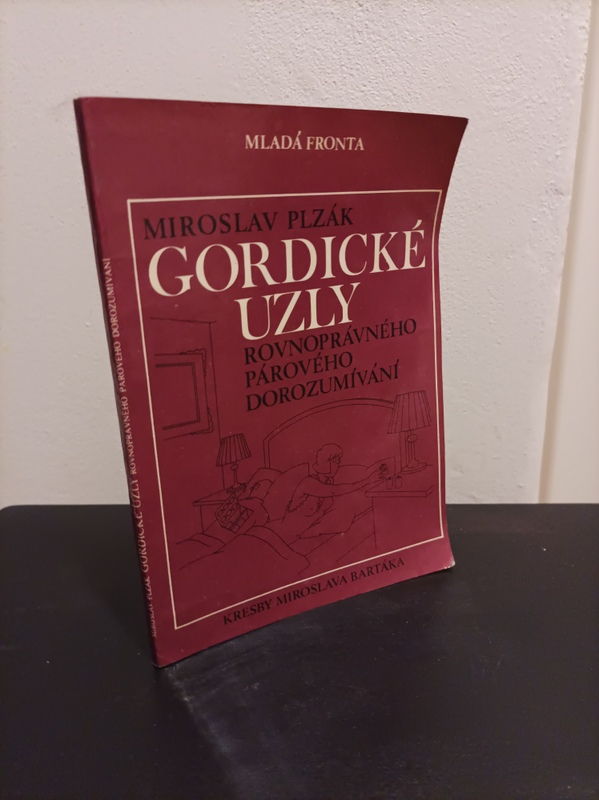 MLADÁ FRONTA
MIROSLAV PLZÁK
GORDICKÉ
UZLY
ROVNOPRÁVNÉHO
PÁROVÉHO
DOROZUMÍVÁNÍ
KRESBY MIROSLAVA BARTÁKA
MIROSLAV PLZÁK GORDICKÉ UZLY ROVNOPRÁVNÉHO PÁROVÉHO DOROZUMÍVÁNÍ